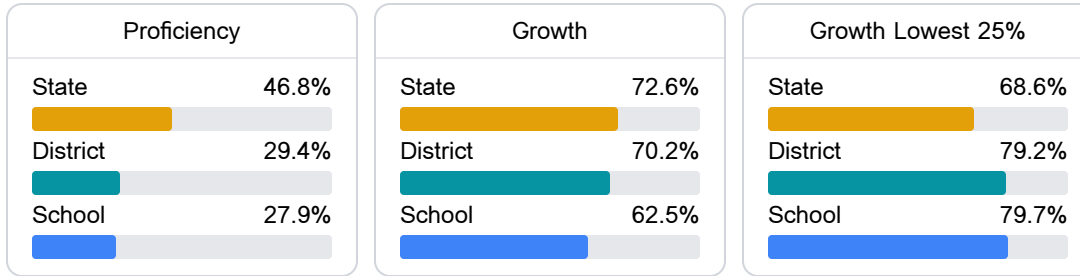 Proficiency
State 46.8%
District 29.4%
School 27.9%
Growth
State 72.6%
District 70.2%
School 62.5%
Growth Lowest 25%
State 68.6%
District 79.2%
School 79.7%